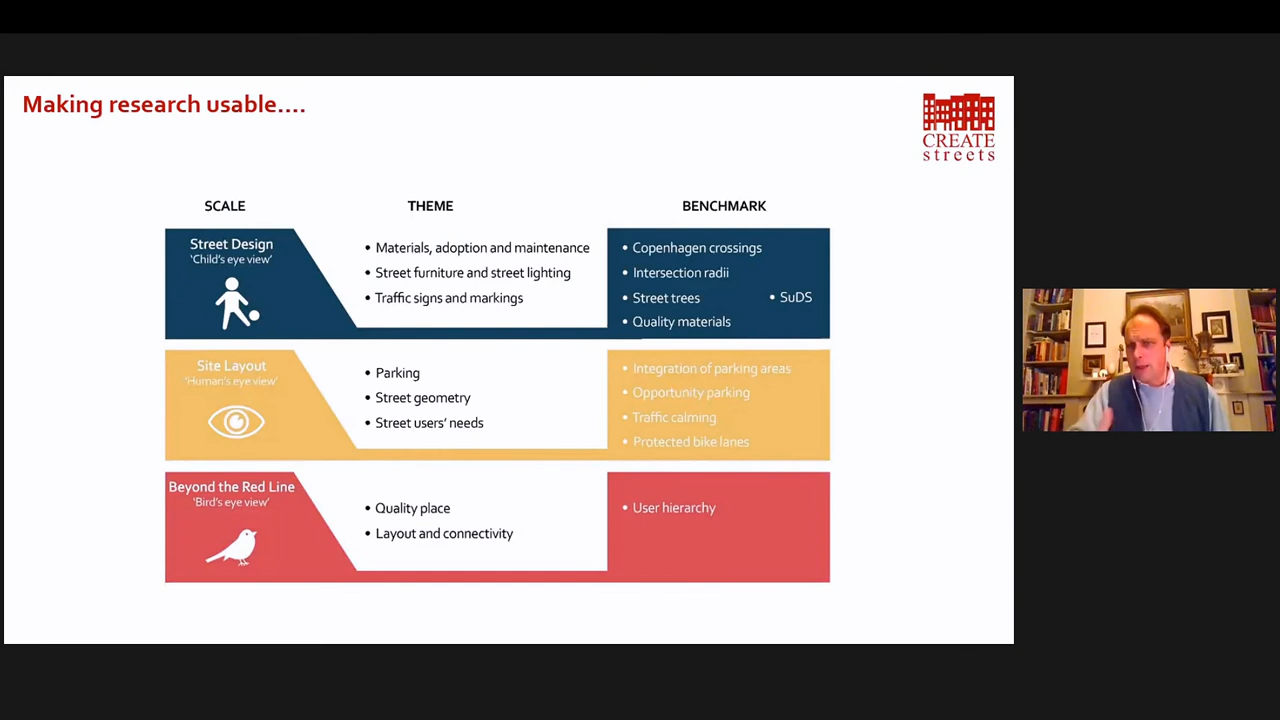 Making research usable....
CREATE
streets
SCALE
THEME
BENCHMARK
Street Design
'Child's eye view'
• Materials, adoption and maintenance
• Street furniture and street lighting
• Traffic signs and markings
• Copenhagen crossings
• Intersection radii
• Street trees • SuDS
• Quality materials
Site Layout
'Human's eye view'
• Parking
• Street geometry
• Street users' needs
• Integration of parking areas
• Opportunity parking
• Traffic calming
• Protected bike lanes
Beyond the Red Line
'Bird's eye view'
• Quality place
• Layout and connectivity
• User hierarchy